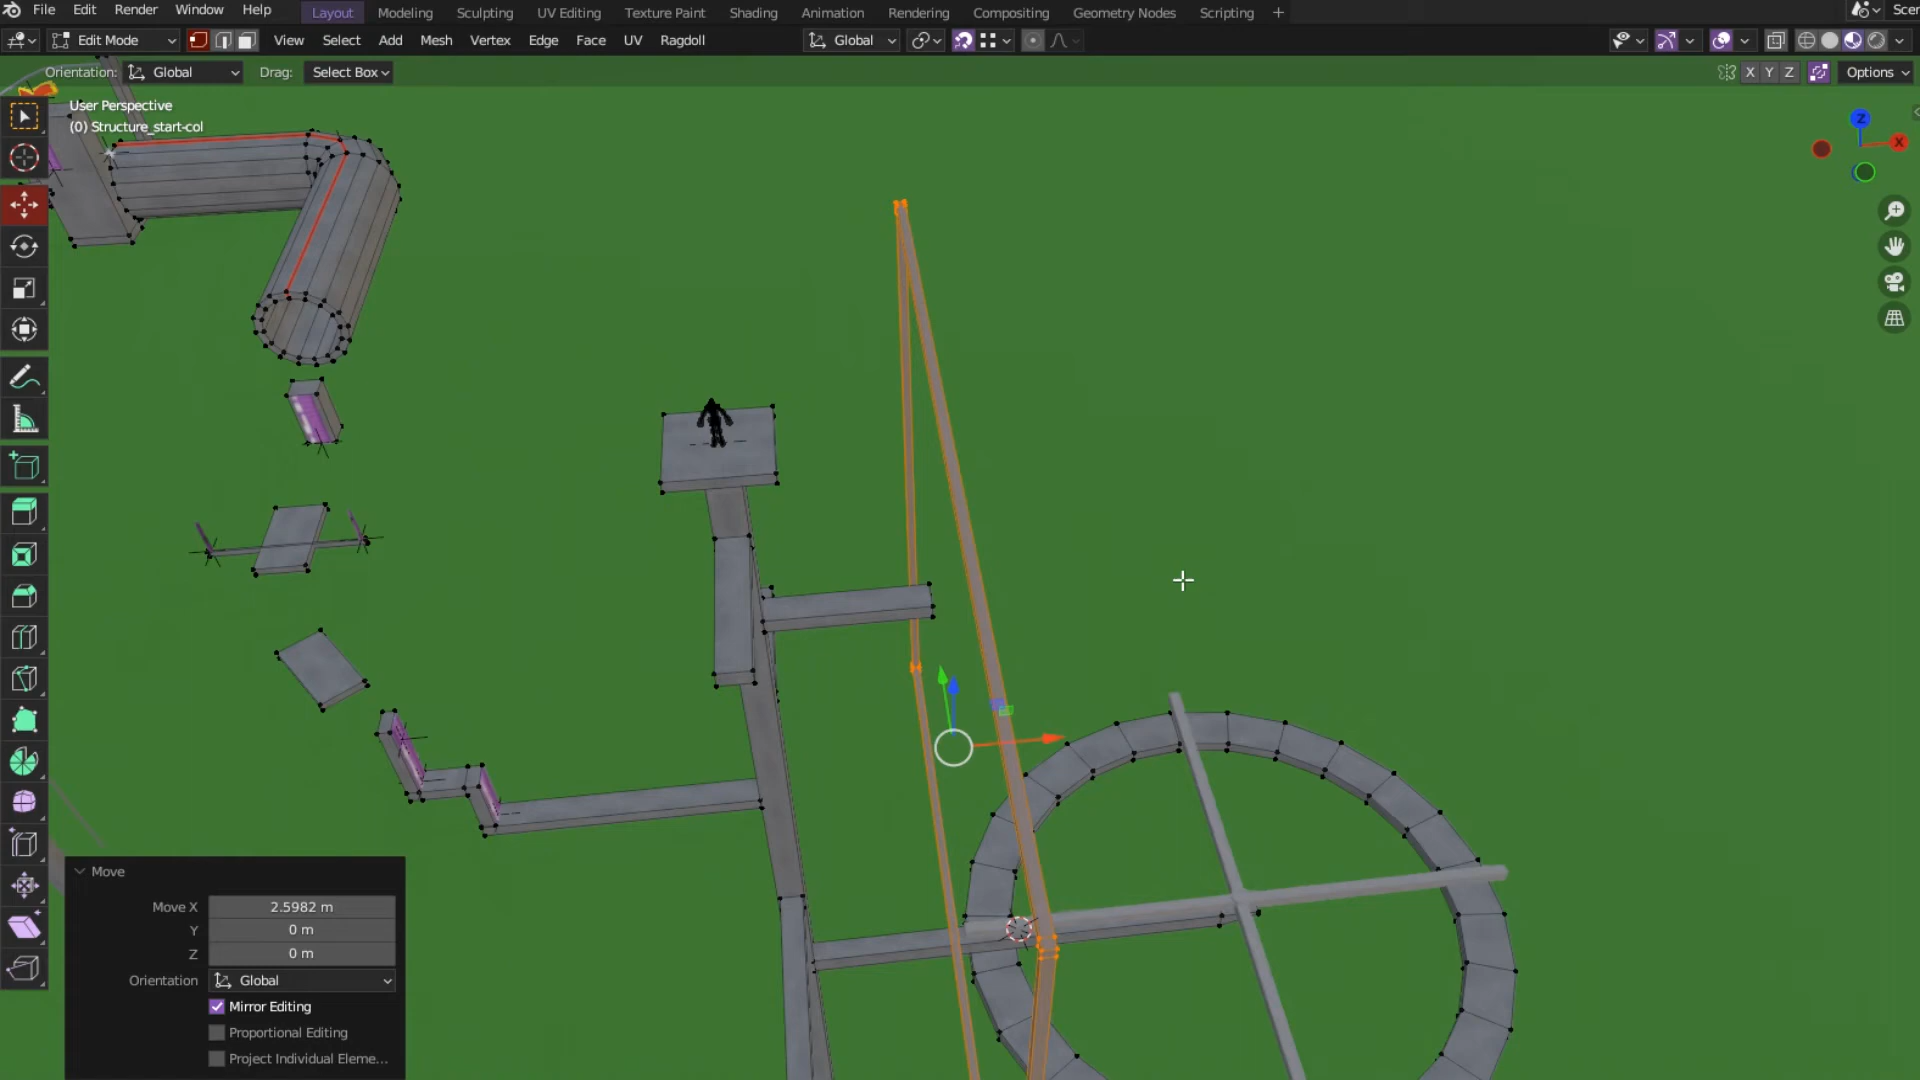 File Edit Render Window Help Layout Modeling Sculpting UV Editing Texture Paint Shading Animation Rendering Compositing Geometry Nodes Scripting + Scer
Edit Mode View Select Add Mesh Vertex Edge Face UV Ragdoll Global
Orientation: Global Drag: Select Box X Y Z Options
User Perspective
(0) Structure_start-col
Z
X
Move
Move X 2.5982 m
Y 0 m
Z 0 m
Orientation Global
Mirror Editing
Proportional Editing
Project Individual Eleme...